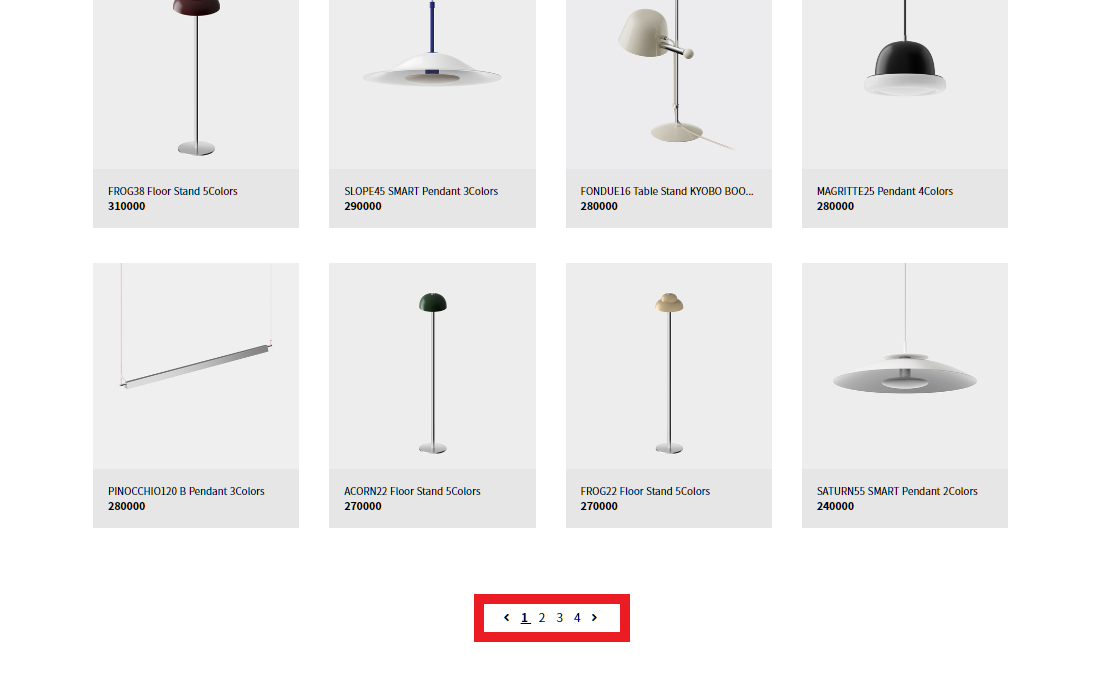 FROG38 Floor Stand 5Colors
310000
SLOPE45 SMART Pendant 3Colors
290000
FONDUE16 Table Stand KYOBO BOO...
280000
MAGRITTE25 Pendant 4Colors
280000
PINOCCHIO120 B Pendant 3Colors
280000
ACORN22 Floor Stand 5Colors
270000
FROG22 Floor Stand 5Colors
270000
SATURN55 SMART Pendant 2Colors
240000
1 2 3 4